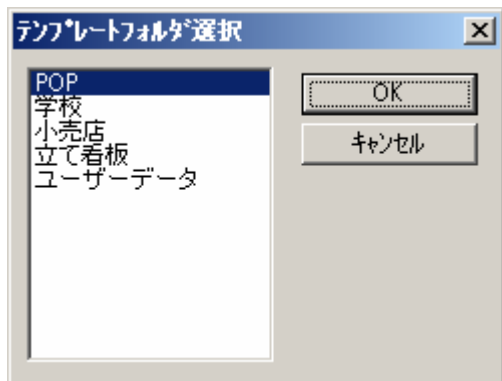 ﾃﾝﾌﾟﾚートフォルダ選択
POP
学校
小売店
立て看板
ユーザーデータ
OK
ｷｬﾝｾﾙ